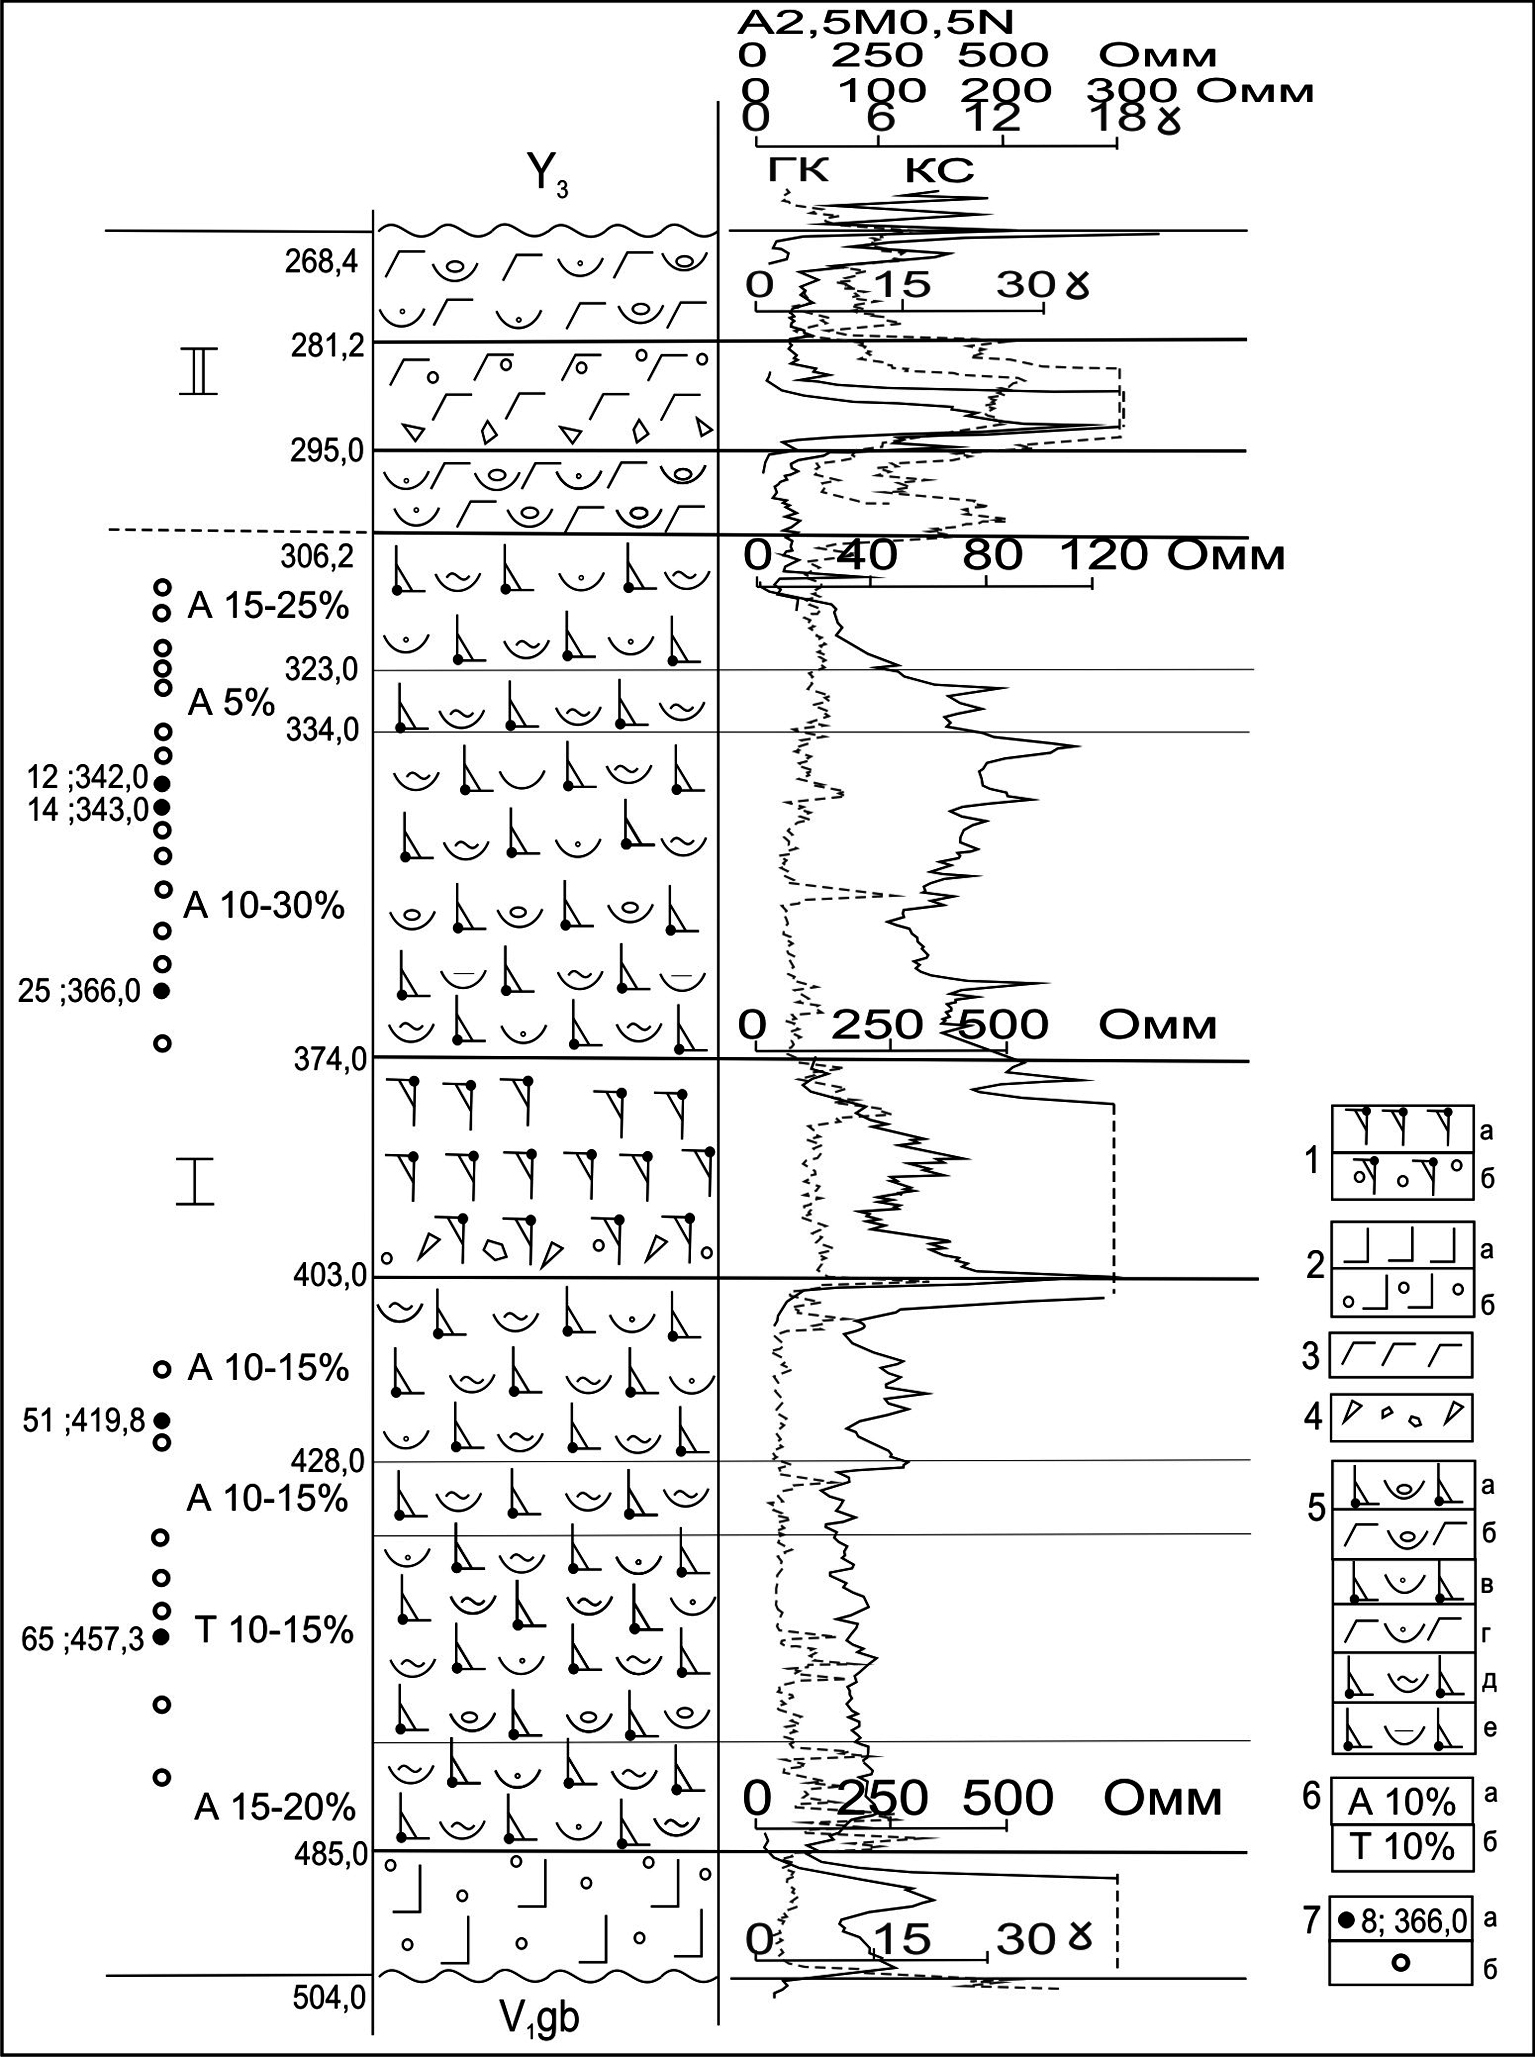 A2,5M0,5N
0 250 500 Омм
0 100 200 300 Омм
0 6 12 18 ɣ
ГК КС
Y3
268,4
0 15 30 ɣ
281,2
II
295,0
306,2
0 40 80 120 Омм
А 15-25%
323,0
А 5%
334,0
12 ;342,0
14 ;343,0
А 10-30%
25 ;366,0
0 250 500 Омм
374,0
I
403,0
А 10-15%
51 ;419,8
428,0
А 10-15%
Т 10-15%
65 ;457,3
0 250 500 Омм
А 15-20%
485,0
0 15 30 ɣ
504,0
V1gb
1 а
б
2 а
б
3
4
5 а
б
в
г
д
е
6 А 10% а
Т 10% б
7 8; 366,0 а
б